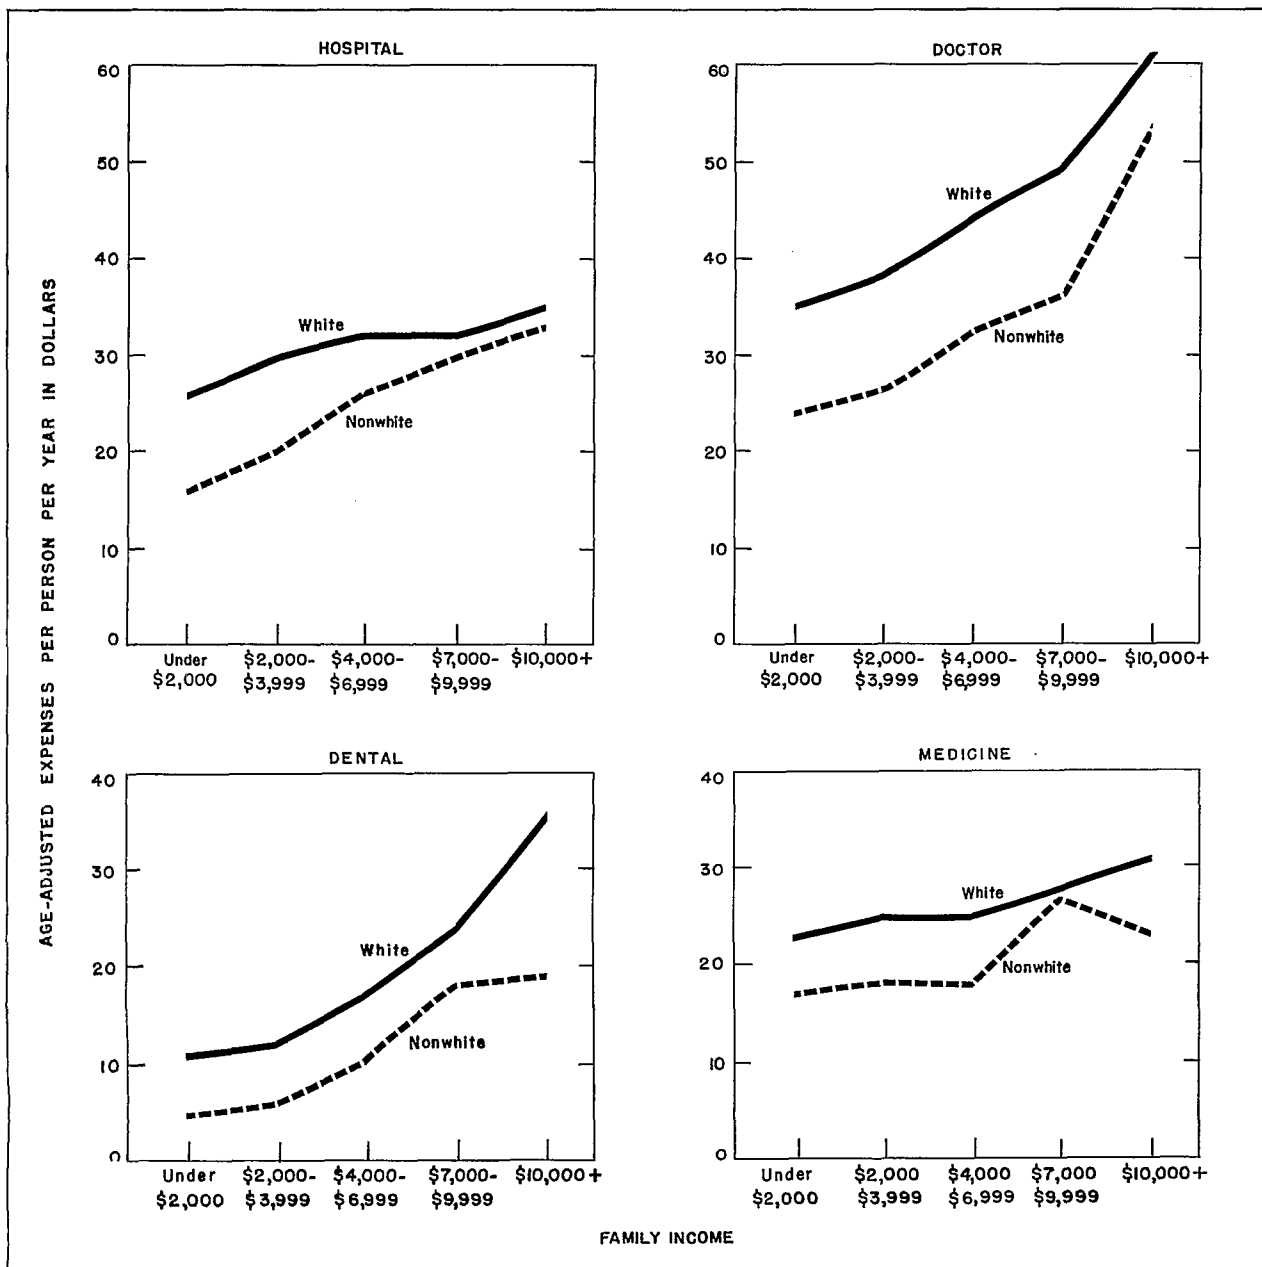 AGE-ADJUSTED EXPENSES PER PERSON PER YEAR IN DOLLARS
HOSPITAL
60
50
40
30
20
10
0
White
Nonwhite
Under $2,000-$4,000-$7,000-$10,000+
$2,000 $3,999 $6,999 $9,999
DOCTOR
60
50
40
30
20
10
0
White
Nonwhite
Under $2,000-$4,000-$7,000-$10,000+
$2,000 $3,999 $6,999 $9,999
DENTAL
40
30
20
10
0
White
Nonwhite
Under $2,000-$4,000-$7,000-$10,000+
$2,000 $3,999 $6,999 $9,999
MEDICINE
40
30
20
10
0
White
Nonwhite
Under $2,000 $4,000 $7,000 $10,000+
$2,000 $3,999 $6,999 $9,999
FAMILY INCOME